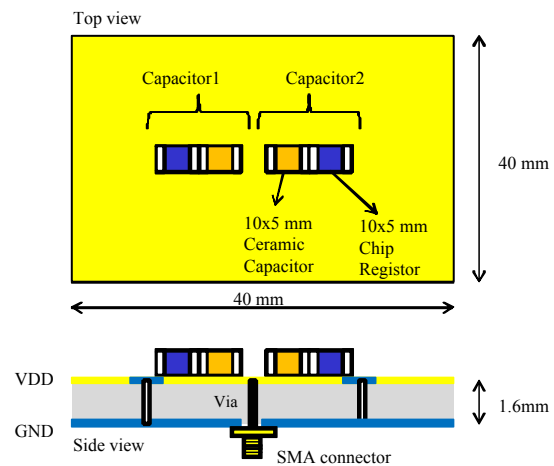 Top view
Capacitor1
Capacitor2
40 mm
10x5 mm
Ceramic
Capacitor
10x5 mm
Chip
Registor
40 mm
VDD
Via
1.6mm
GND
Side view
SMA connector